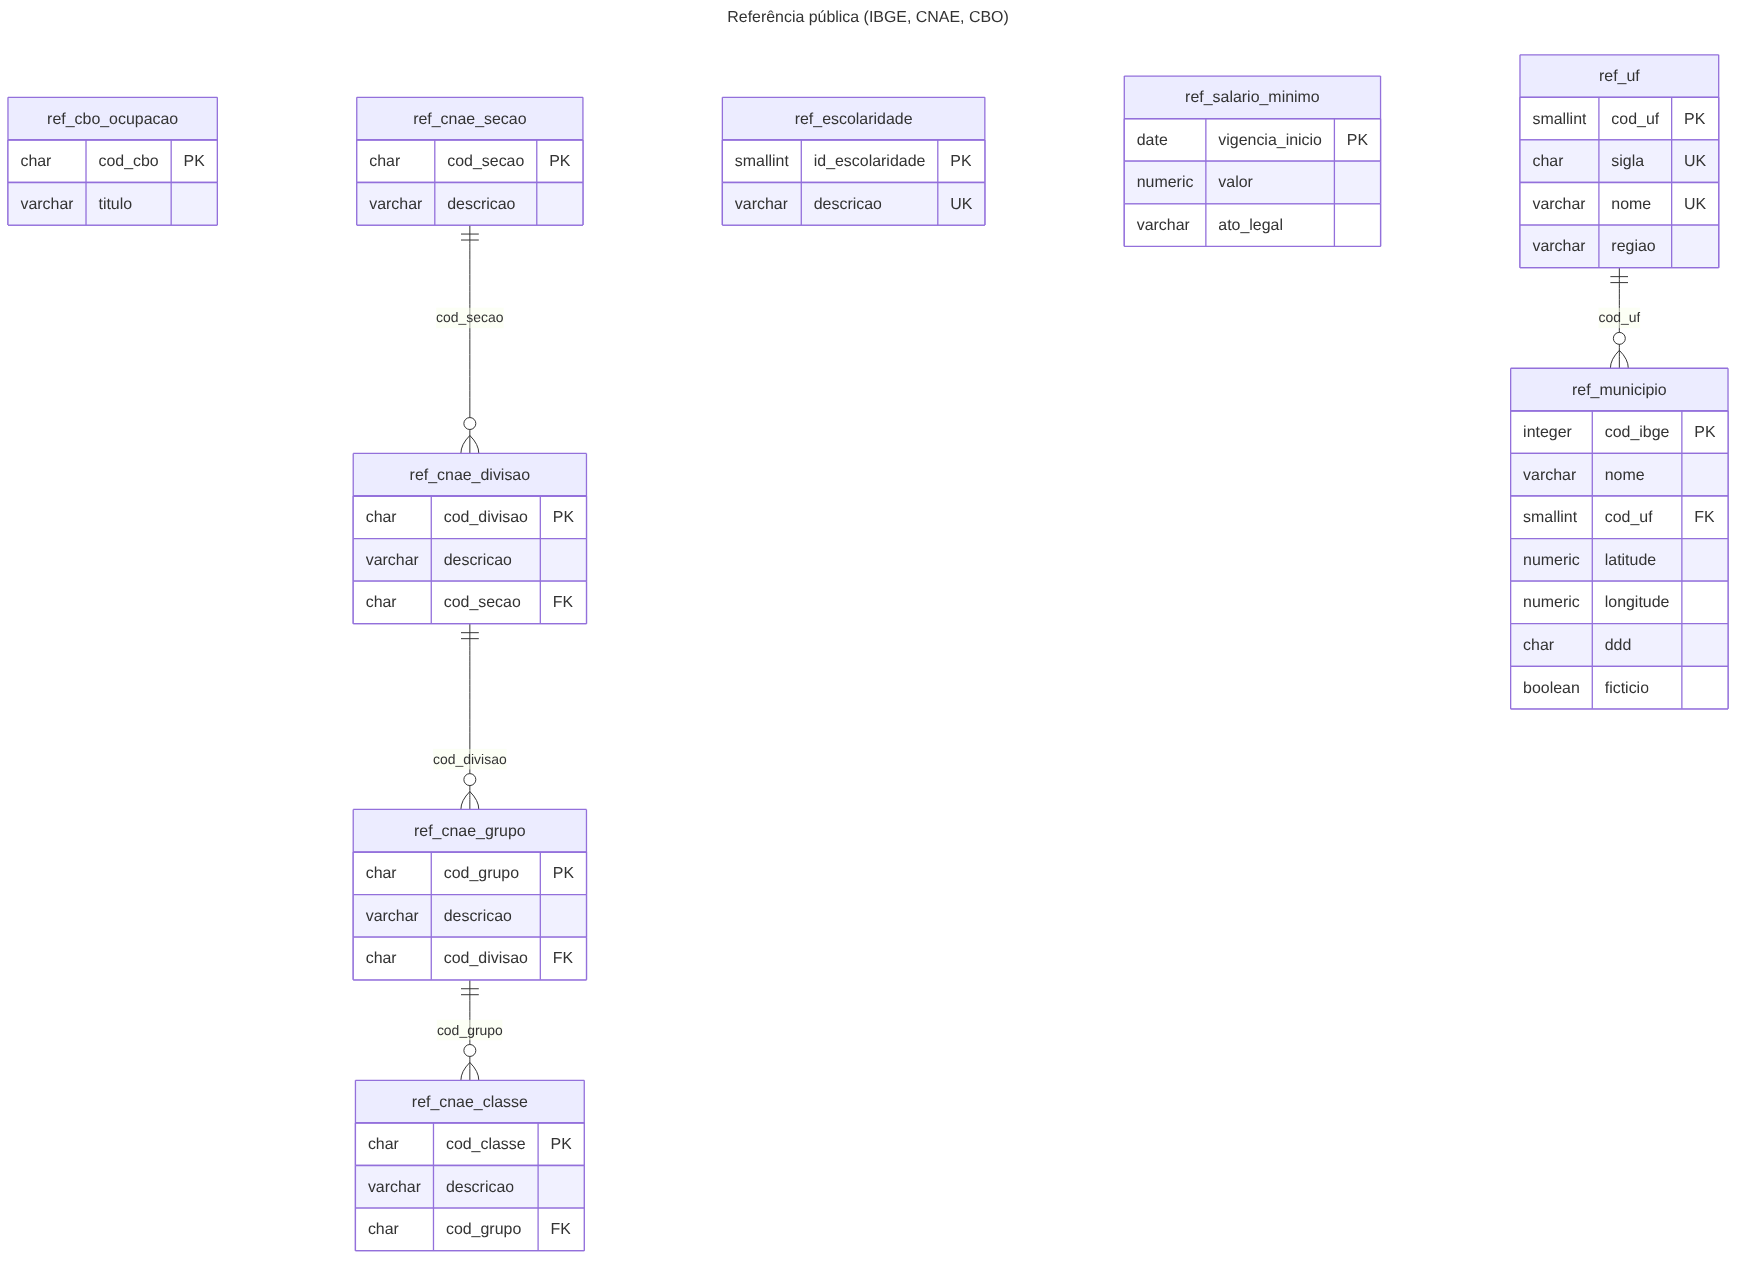 Referência pública (IBGE, CNAE, CBO)
ref_cbo_ocupacao
char cod_cbo PK
varchar titulo
ref_cnae_secao
char cod_secao PK
varchar descricao
ref_escolaridade
smallint id_escolaridade PK
varchar descricao UK
ref_salario_minimo
date vigencia_inicio PK
numeric valor
varchar ato_legal
ref_uf
smallint cod_uf PK
char sigla UK
varchar nome UK
varchar regiao
cod_secao
cod_uf
ref_cnae_divisao
char cod_divisao PK
varchar descricao
char cod_secao FK
ref_municipio
integer cod_ibge PK
varchar nome
smallint cod_uf FK
numeric latitude
numeric longitude
char ddd
boolean ficticio
cod_divisao
ref_cnae_grupo
char cod_grupo PK
varchar descricao
char cod_divisao FK
cod_grupo
ref_cnae_classe
char cod_classe PK
varchar descricao
char cod_grupo FK